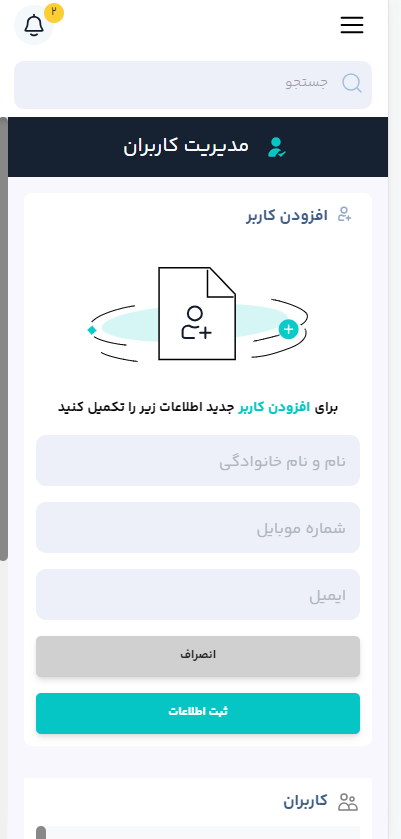 ۲
جستجو
مدیریت کاربران
افزودن کاربر
برای افزودن کاربر جدید اطلاعات زیر را تکمیل کنید
نام و نام خانوادگی
شماره موبایل
ایمیل
انصراف
ثبت اطلاعات
کاربران